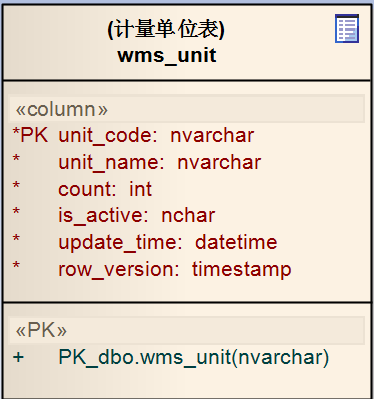 (计量单位表)
wms_unit
«column»
*PK unit_code: nvarchar
* unit_name: nvarchar
* count: int
* is_active: nchar
* update_time: datetime
* row_version: timestamp
«PK»
+ PK_dbo.wms_unit(nvarchar)